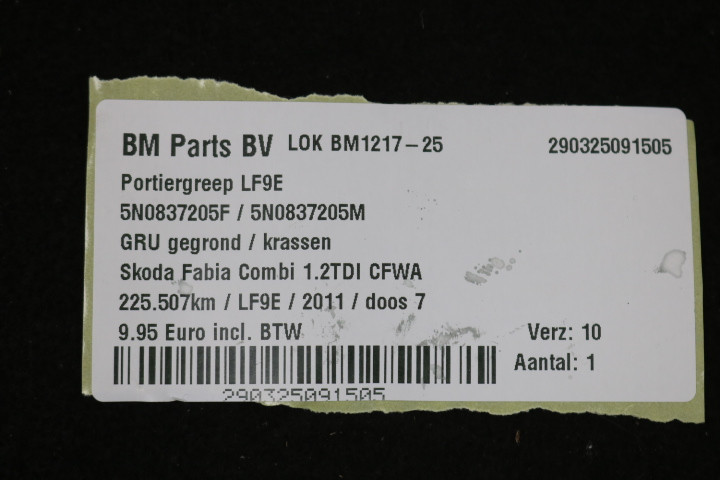 BM Parts BV LOK BM1217-25 290325091505
Portiergreep LF9E
5N0837205F / 5N0837205M
GRU gegrond / krassen
Skoda Fabia Combi 1.2TDI CFWA
225.507km / LF9E / 2011 / doos 7
9.95 Euro incl. BTW Verz: 10
Aantal: 1
290325091505